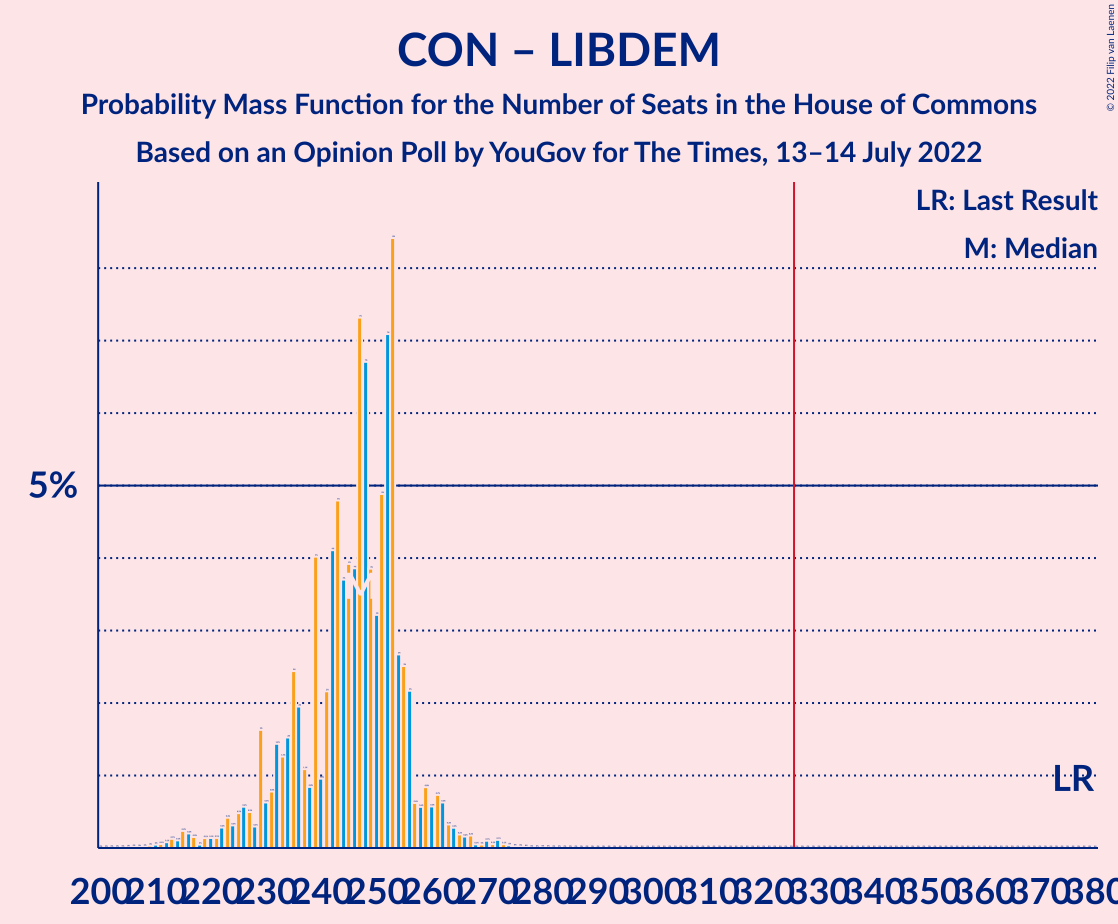 CON – LIBDEM
Probability Mass Function for the Number of Seats in the House of Commons
Based on an Opinion Poll by YouGov for The Times, 13–14 July 2022
© 2022 Filip van Laenen
LR: Last Result
M: Median
5%
M
LR
200 210 220 230 240 250 260 270 280 290 300 310 320 330 340 350 360 370 380